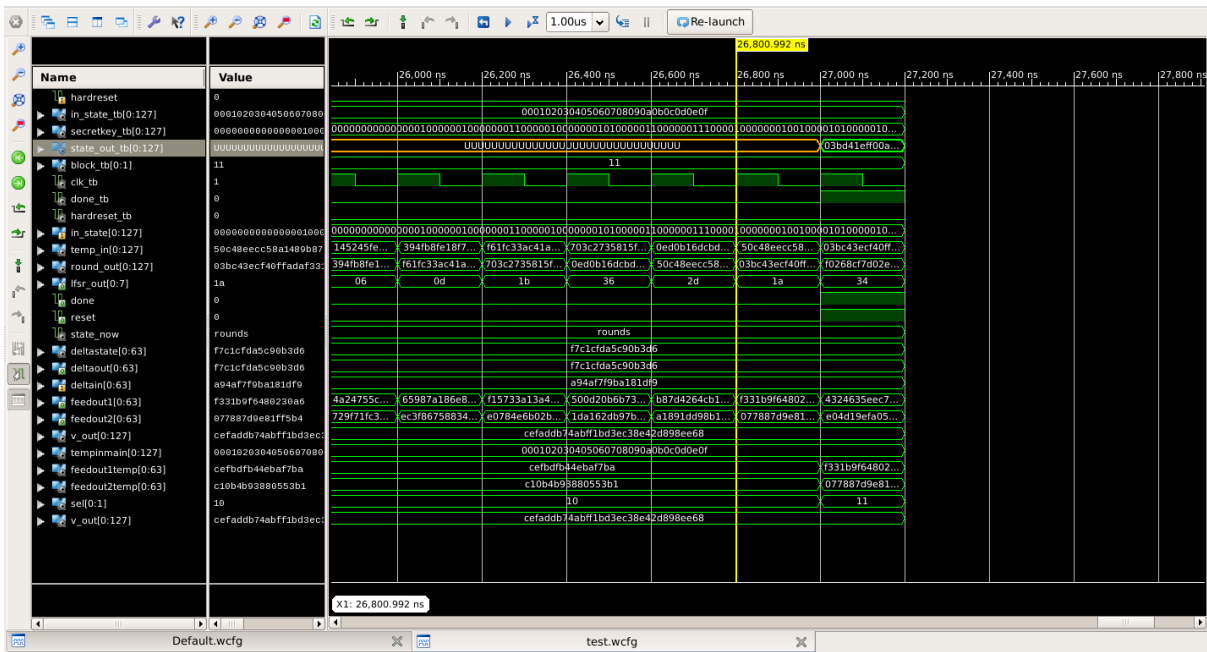 1.00us
Re-launch
26,800.992 ns
Name
Value
26,000 ns
26,200 ns
26,400 ns
26,600 ns
26,800 ns
27,000 ns
27,200 ns
27,400 ns
27,600 ns
27,800 ns
hardreset
0
in_state_tb[0:127]
0001020304050607080
000102030405060708090a0b0c0d0e0f
secretkey_tb[0:127]
state_out_tb[0:127]
03bd41eff00a...
block_tb[0:1]
11
11
clk_tb
1
done_tb
0
hardreset_tb
0
in_state[0:127]
temp_in[0:127]
50c48eecc58a1489b87
145245fe...
394fb8fe18f7...
f61fc33ac41a...
703c2735815f...
0ed0b16dcbd...
50c48eecc58...
03bc43ecf40ff...
round_out[0:127]
03bc43ecf40ffadaf33
394fb8fe1...
f61fc33ac41a...
703c2735815f...
0ed0b16dcbd...
50c48eecc58...
03bc43ecf40ff...
f0268cf7d02e...
lfsr_out[0:7]
1a
06
0d
1b
36
2d
1a
34
done
0
reset
0
state_now
rounds
rounds
deltastate[0:63]
f7c1cfda5c90b3d6
f7c1cfda5c90b3d6
deltaout[0:63]
f7c1cfda5c90b3d6
f7c1cfda5c90b3d6
deltain[0:63]
a94af7f9ba181df9
a94af7f9ba181df9
feedout1[0:63]
f331b9f6480230a6
4a24755c...
65987a186e8...
f15733a13a4...
500d20b6b73...
b87d4264cb1...
f331b9f64802...
4324635eec7...
feedout2[0:63]
077887d9e81ff5b4
729f71fc3...
ec3f86758834...
e0784e6b02b...
1da162db97b...
a1891dd98b1...
077887d9e81...
e04d19efa05...
v_out[0:127]
cefaddb74abff1bd3ec
cefaddb74abff1bd3ec38e42d898ee68
tempinmain[0:127]
0001020304050607080
000102030405060708090a0b0c0d0e0f
feedout1temp[0:63]
cefbdfb44ebaf7ba
cefbdfb44ebaf7ba
f331b9f64802...
feedout2temp[0:63]
c10b4b93880553b1
c10b4b93880553b1
077887d9e81...
sel[0:1]
10
10
11
v_out[0:127]
cefaddb74abff1bd3ec
cefaddb74abff1bd3ec38e42d898ee68
X1: 26,800.992 ns
Default.wcfg
test.wcfg